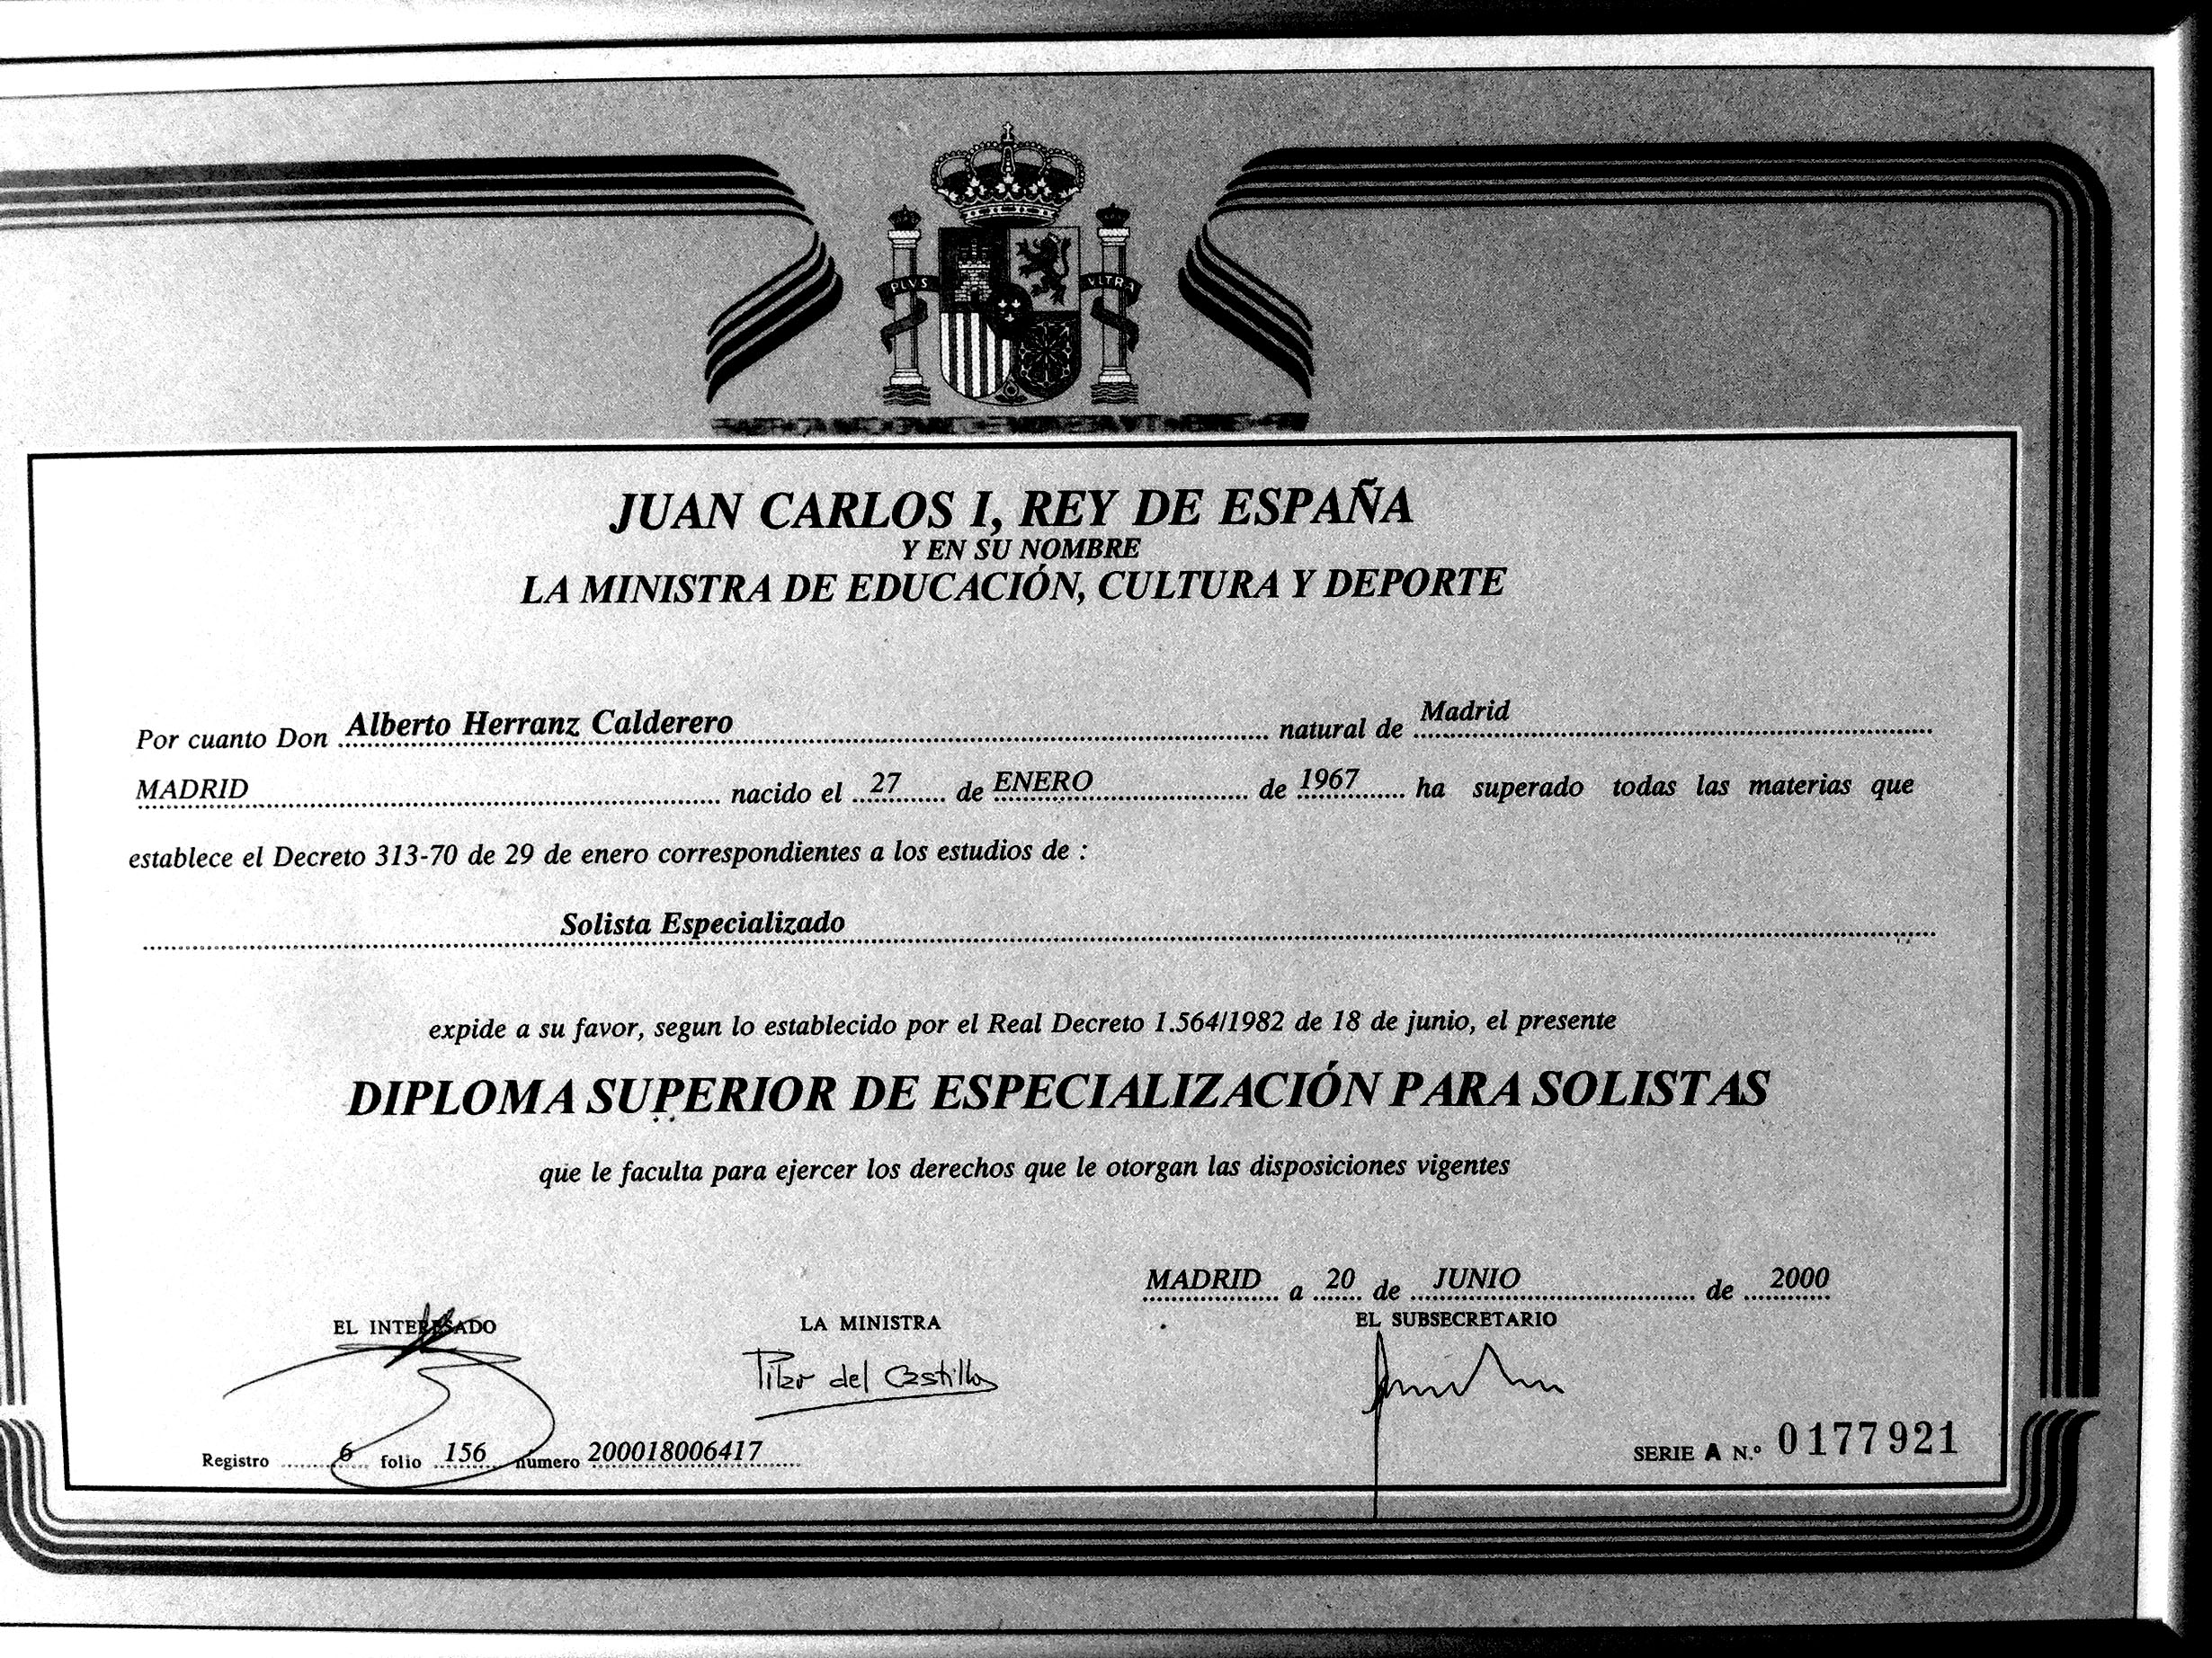 PLVS VLTRA
JUAN CARLOS I, REY DE ESPAÑA
Y EN SU NOMBRE
LA MINISTRA DE EDUCACIÓN, CULTURA Y DEPORTE
Por cuanto Don Alberto Herranz Calderero natural de Madrid
MADRID nacido el 27 de ENERO de 1967 ha superado todas las materias que
establece el Decreto 313-70 de 29 de enero correspondientes a los estudios de :
Solista Especializado
expide a su favor, segun lo establecido por el Real Decreto 1.564/1982 de 18 de junio, el presente
DIPLOMA SUPERIOR DE ESPECIALIZACIÓN PARA SOLISTAS
que le faculta para ejercer los derechos que le otorgan las disposiciones vigentes
MADRID a 20 de JUNIO de 2000
EL INTERESADO LA MINISTRA EL SUBSECRETARIO
Pilar del Castillo
Registro 6 folio 156 número 200018006417 SERIE A N.º 0177921